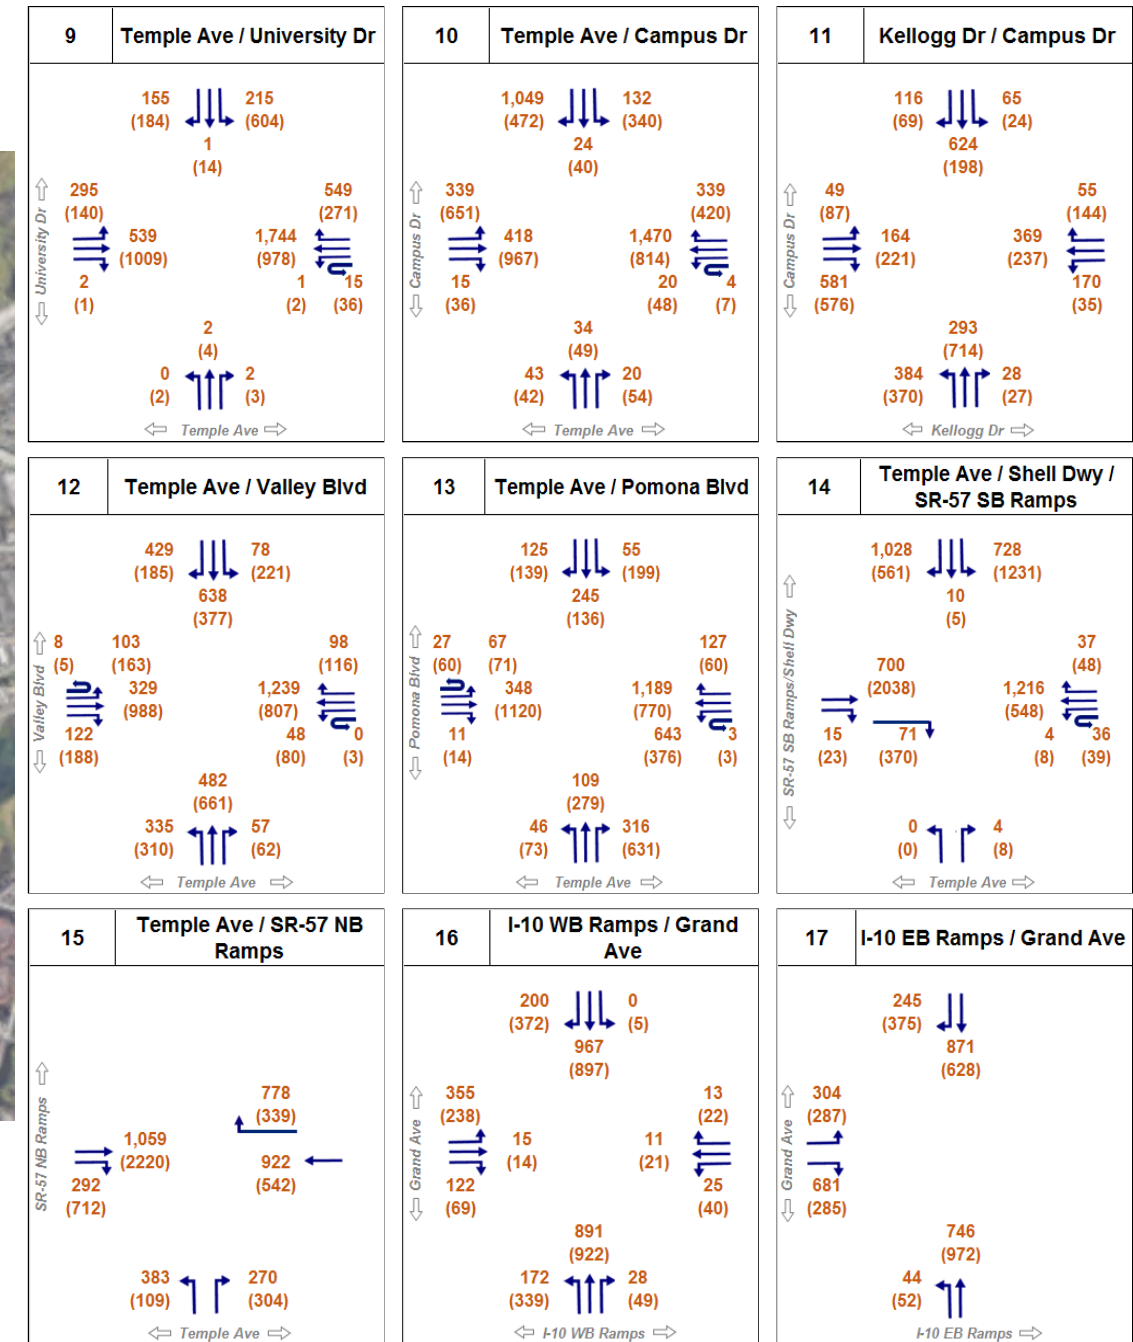 9 Temple Ave / University Dr
155 215
(184) (604)
1
(14)
295 549
(140) (271)
539 1,744
(1009) (978)
2 1 15
(1) (2) (36)
2
(4)
0 2
(2) (3)
University Dr
Temple Ave
10 Temple Ave / Campus Dr
1,049 132
(472) (340)
24
(40)
339 339
(651) (420)
418 1,470
(967) (814)
15 20 4
(36) (48) (7)
34
(49)
43 20
(42) (54)
Campus Dr
Temple Ave
11 Kellogg Dr / Campus Dr
116 65
(69) (24)
624
(198)
49 55
(87) (144)
164 369
(221) (237)
581 170
(576) (35)
293
(714)
384 28
(370) (27)
Campus Dr
Kellogg Dr
12 Temple Ave / Valley Blvd
429 78
(185) (221)
638
(377)
8 103 98
(5) (163) (116)
329 1,239
(988) (807)
122 48 0
(188) (80) (3)
482
(661)
335 57
(310) (62)
Valley Blvd
Temple Ave
13 Temple Ave / Pomona Blvd
125 55
(139) (199)
245
(136)
27 67 127
(60) (71) (60)
348 1,189
(1120) (770)
11 643 3
(14) (376) (3)
109
(279)
46 316
(73) (631)
Pomona Blvd
Temple Ave
14 Temple Ave / Shell Dwy /
SR-57 SB Ramps
1,028 728
(561) (1231)
10
(5)
37
(48)
700 1,216
(2038) (548)
15 71 4 36
(23) (370) (8) (39)
0 4
(0) (8)
SR-57 SB Ramps/Shell Dwy
Temple Ave
15 Temple Ave / SR-57 NB
Ramps
778
(339)
1,059 922
(2220) (542)
292
(712)
383 270
(109) (304)
SR-57 NB Ramps
Temple Ave
16 I-10 WB Ramps / Grand
Ave
200 0
(372) (5)
967
(897)
355 13
(238) (22)
15 11
(14) (21)
122 25
(69) (40)
891
(922)
172 28
(339) (49)
Grand Ave
I-10 WB Ramps
17 I-10 EB Ramps / Grand Ave
245
(375)
871
(628)
304
(287)
681
(285)
746
(972)
44
(52)
Grand Ave
I-10 EB Ramps